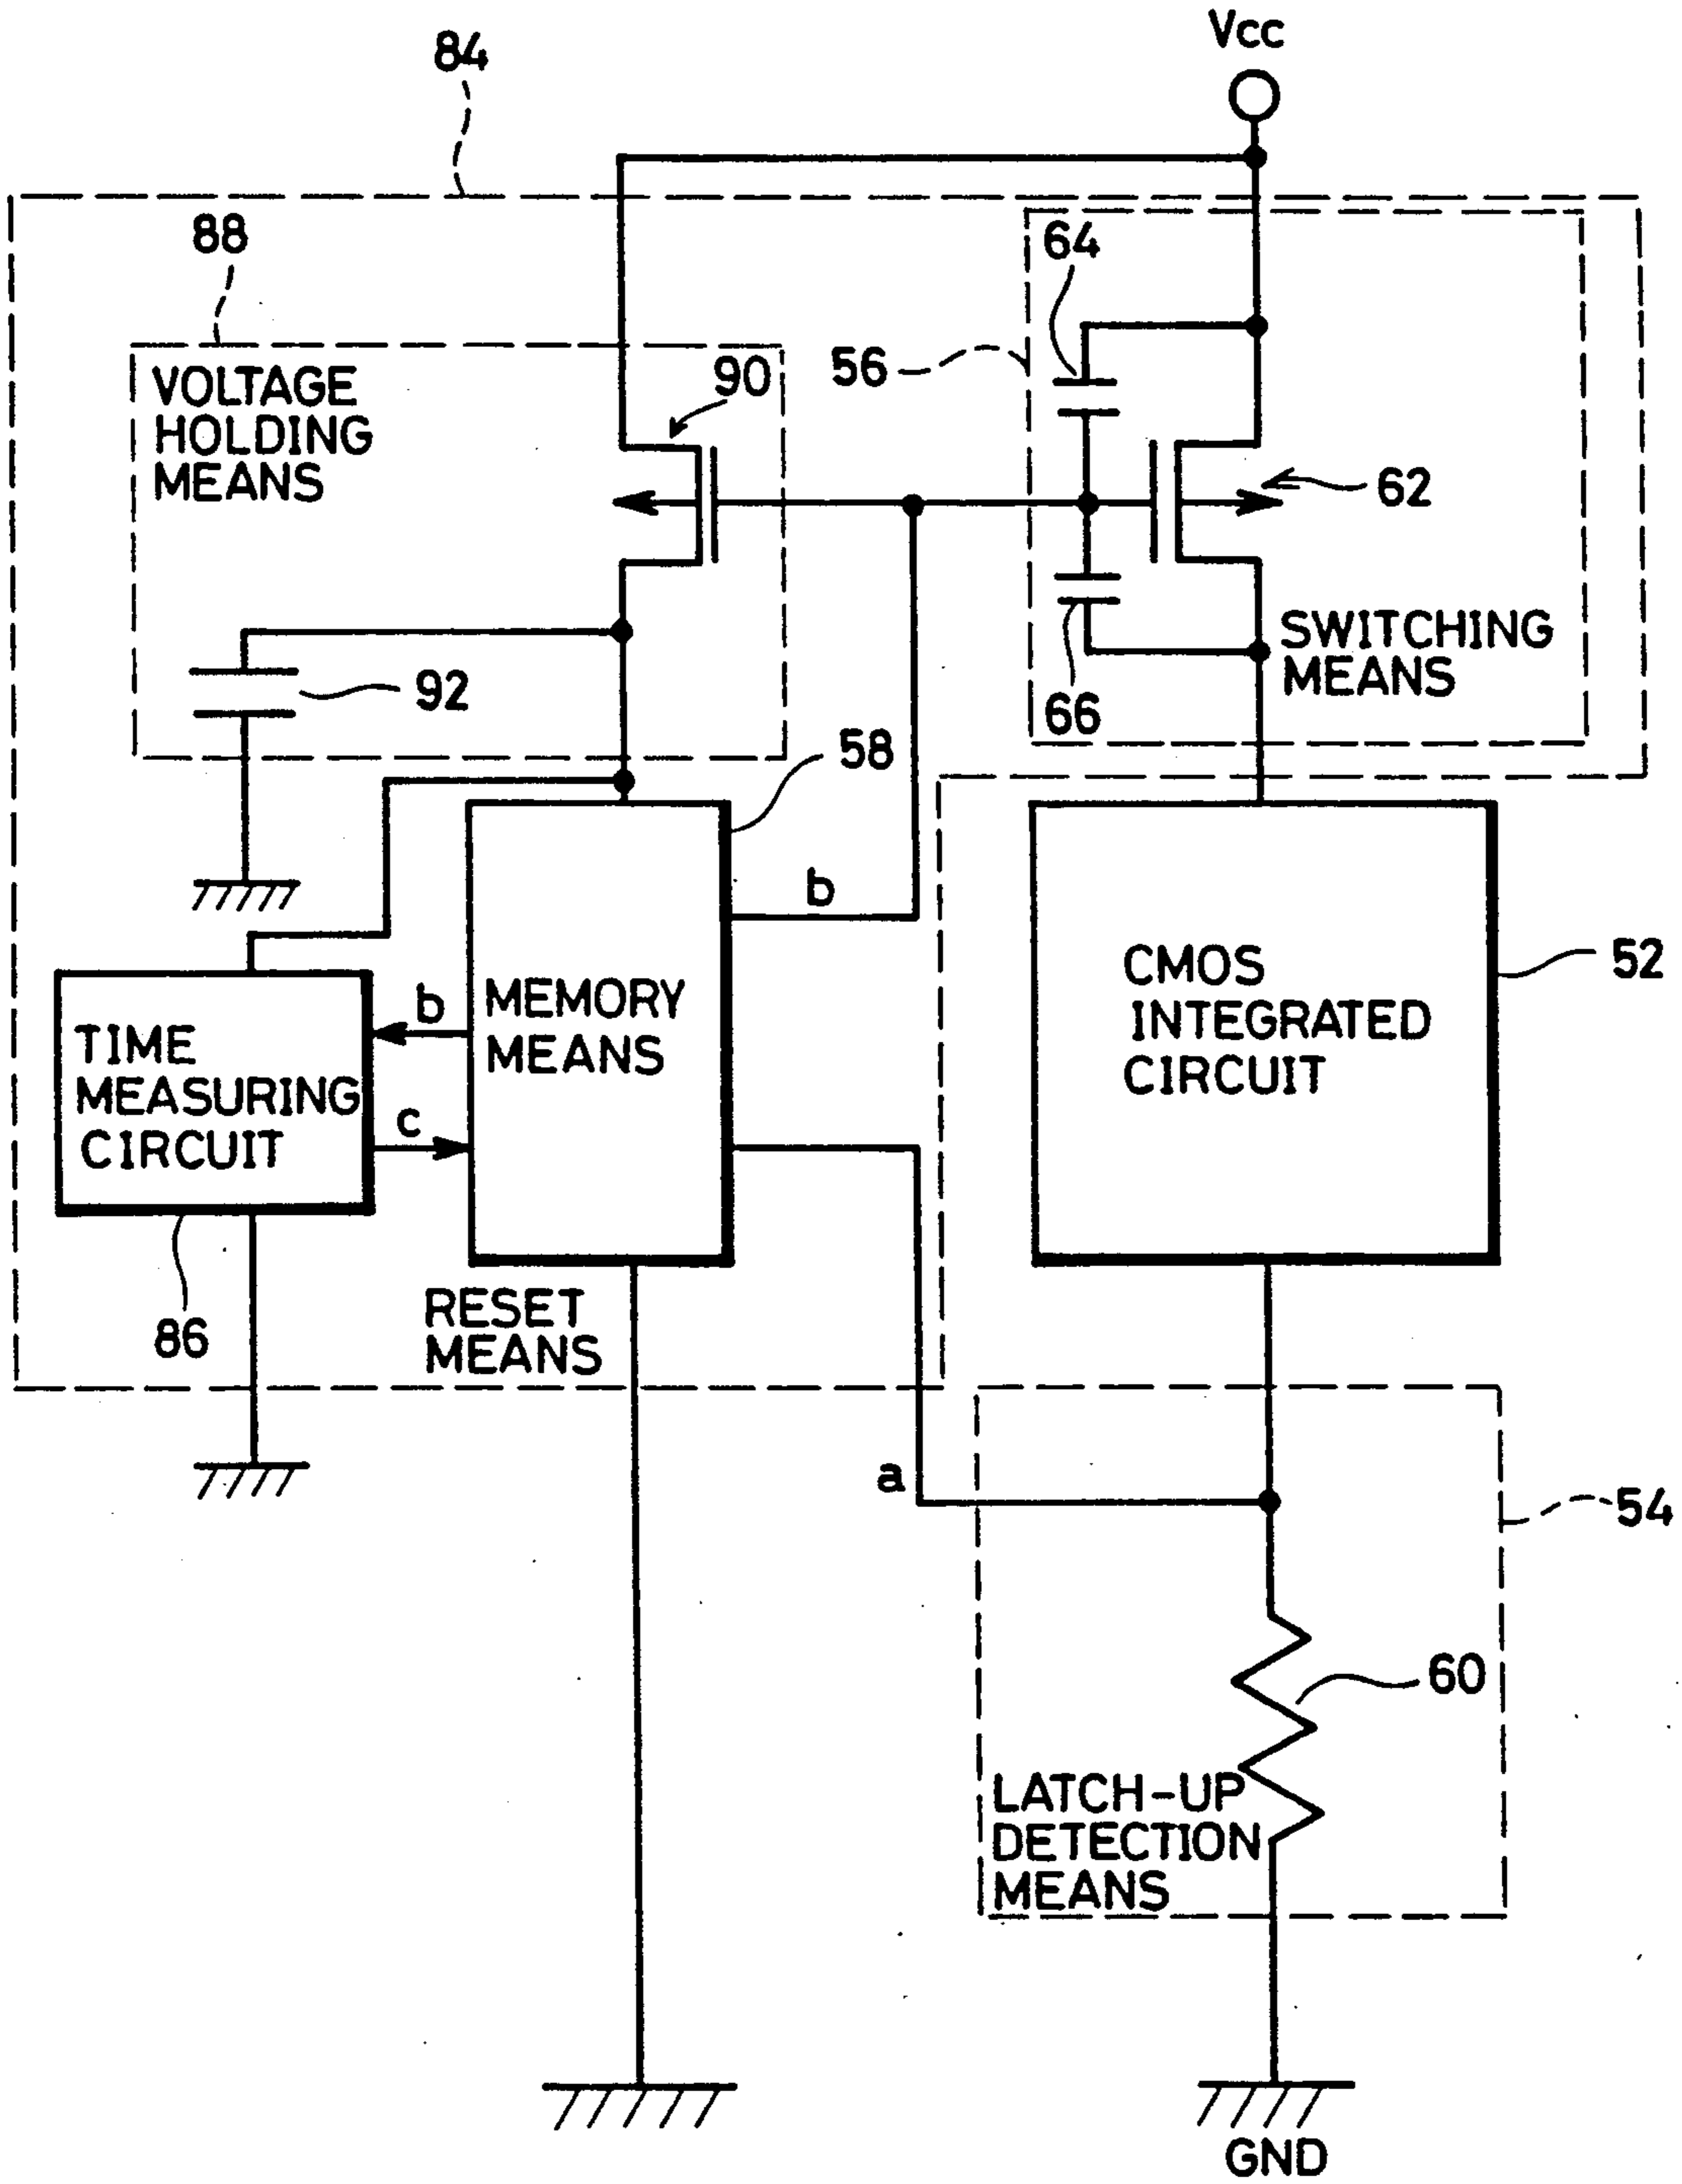 Vcc
84
88
64
56
90
VOLTAGE
HOLDING
MEANS
62
SWITCHING
MEANS
92
66
58
b
52
CMOS
INTEGRATED
CIRCUIT
MEMORY
MEANS
b
TIME
MEASURING
CIRCUIT
c
86
RESET
MEANS
a
54
60
LATCH-UP
DETECTION
MEANS
GND